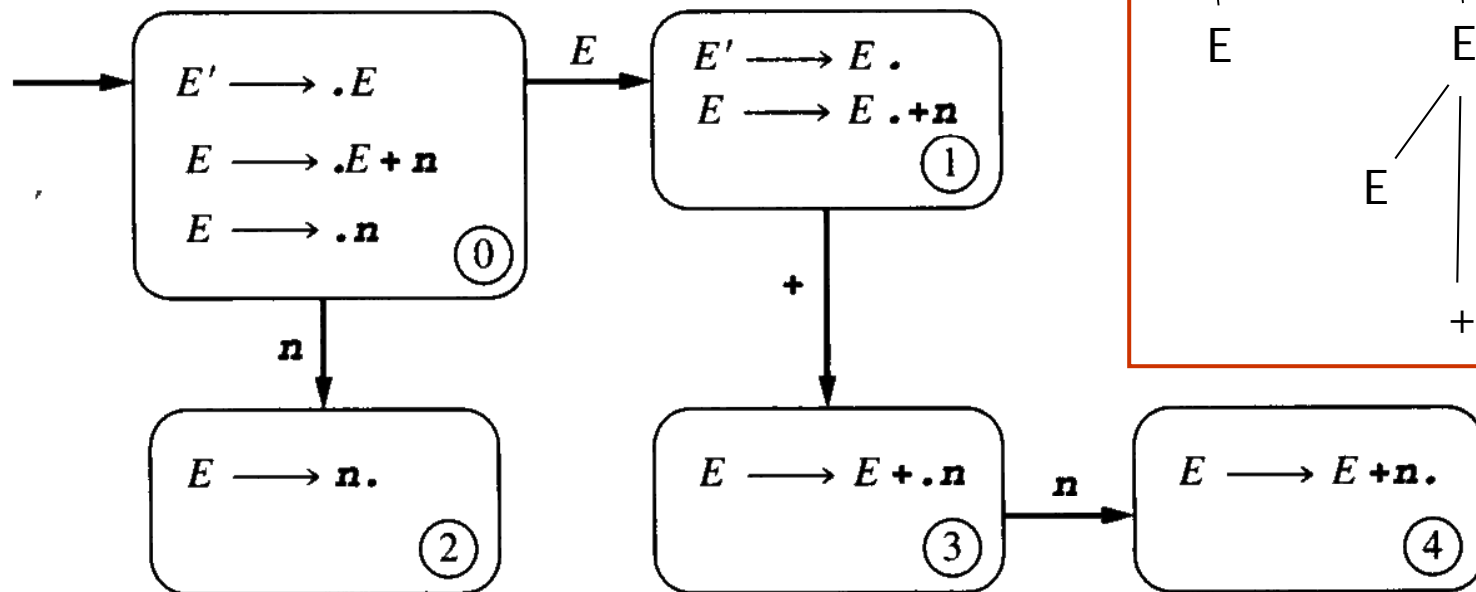 E' ⟶ .E
E ⟶ .E + n
E ⟶ .n
0
E
E' ⟶ E .
E ⟶ E .+n
1
n
+
E ⟶ n.
2
E ⟶ E +.n
3
n
E ⟶ E +n.
4
E E
E
+